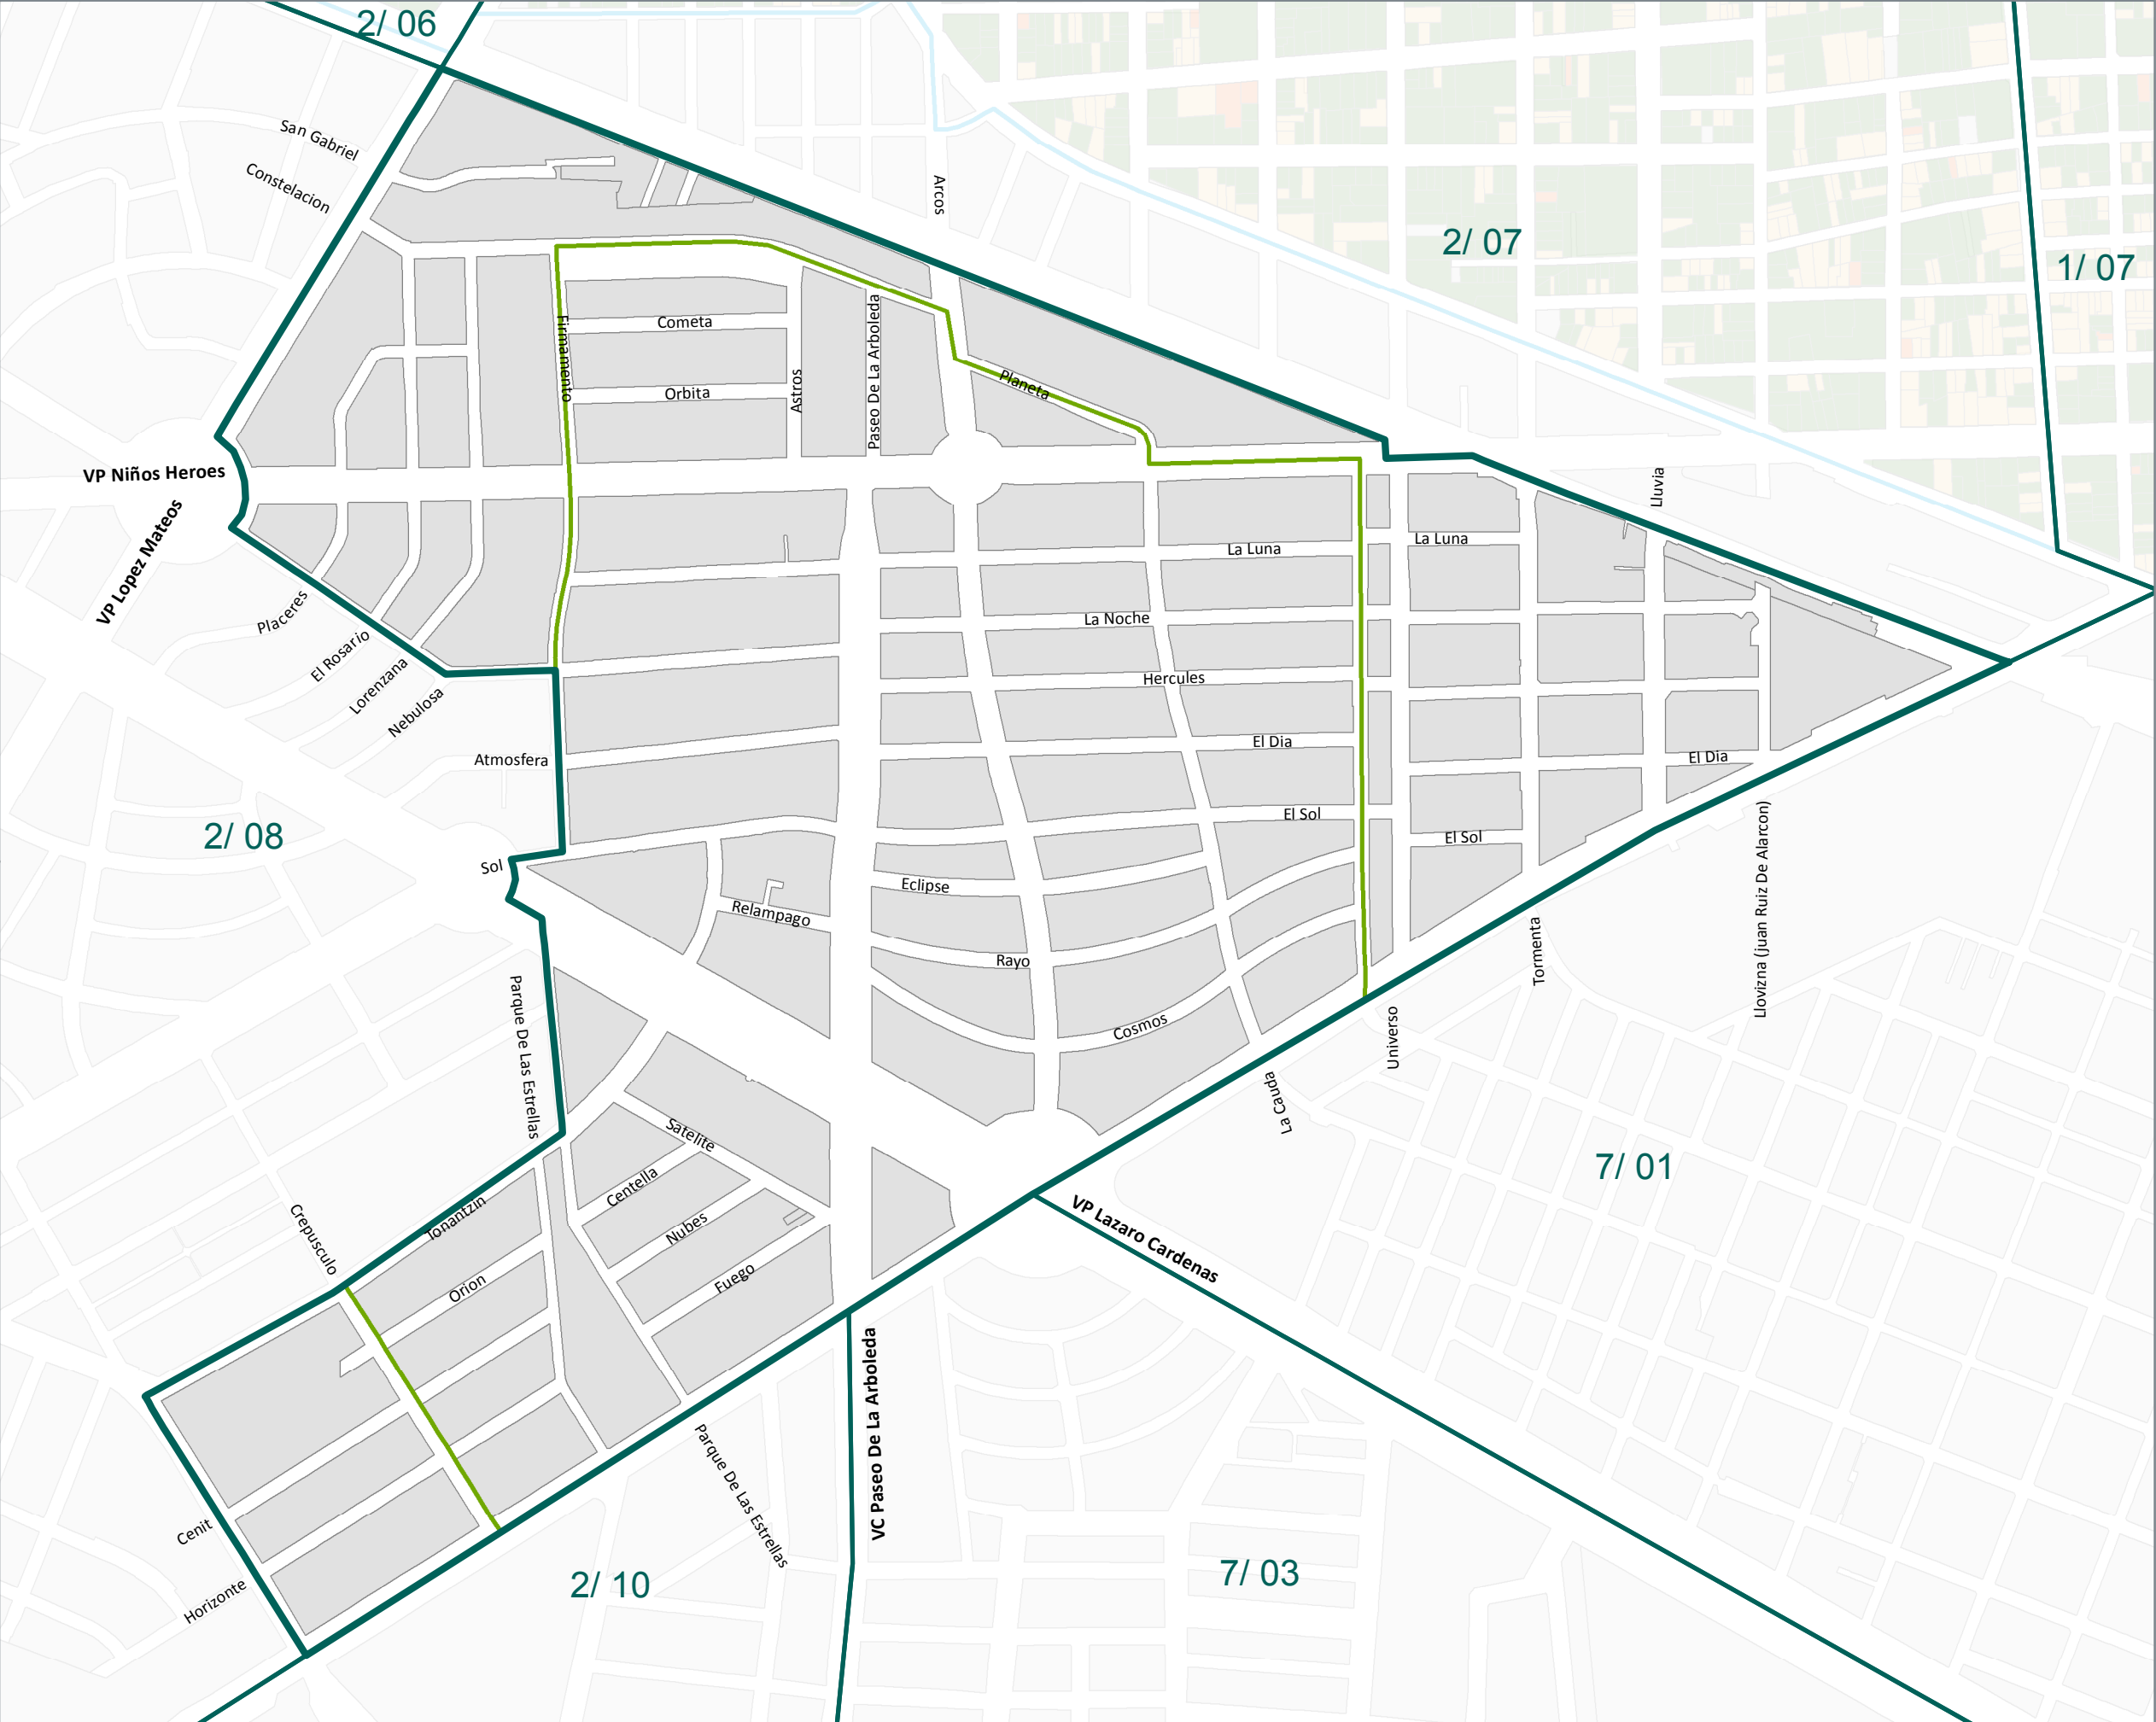 2/ 06
San Gabriel
Constelacion
Arcos
2/ 07
1/ 07
Firmamento
Cometa
Orbita
Astros
Paseo De La Arboleda
Planeta
VP Niños Heroes
VP Lopez Mateos
Lluvia
La Luna
La Luna
Placeres
El Rosario
Lorenzana
Nebulosa
La Noche
Hercules
Atmosfera
El Dia
El Dia
2/ 08
Sol
El Sol
El Sol
Eclipse
Relampago
Rayo
Tormenta
Llovizna (juan Ruiz De Alarcon)
Parque De Las Estrellas
Cosmos
Universo
La Cauda
Satelite
Centella
Nubes
Fuego
7/ 01
Crepusculo
Tonantzin
Orion
VP Lazaro Cardenas
VC Paseo De La Arboleda
Parque De Las Estrellas
Cenit
Horizonte
2/ 10
7/ 03